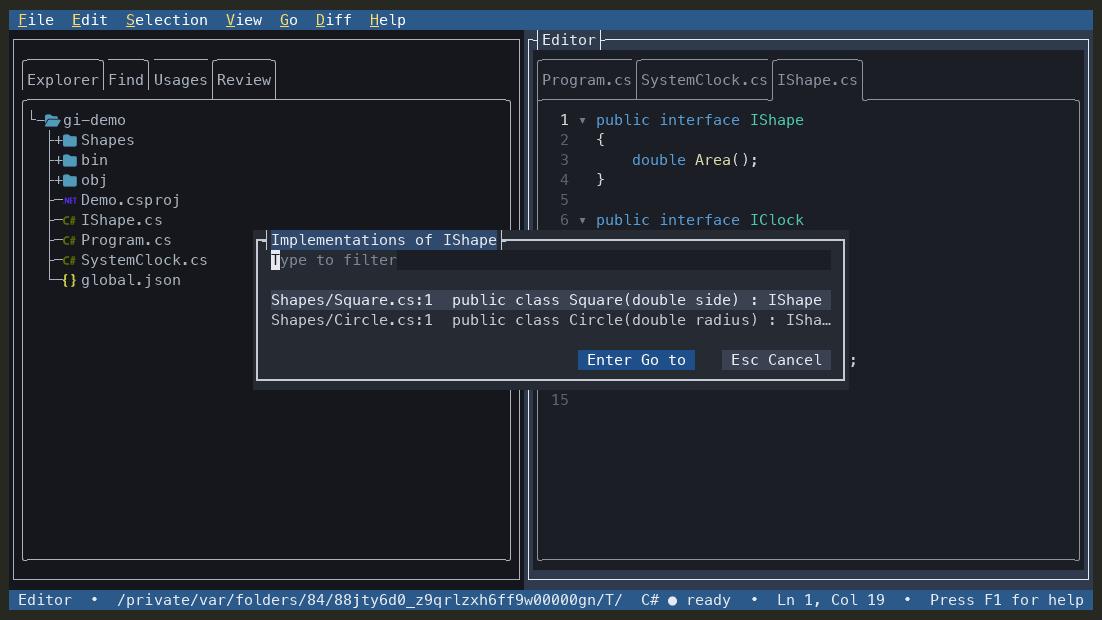 File Edit Selection View Go Diff Help
Editor
Explorer Find Usages Review
Program.cs SystemClock.cs IShape.cs
gi-demo
Shapes
bin
obj
Demo.csproj
IShape.cs
Program.cs
SystemClock.cs
global.json
1 public interface IShape
2 {
3 double Area();
4 }
5
6 public interface IClock
Implementations of IShape
Type to filter
Shapes/Square.cs:1 public class Square(double side) : IShape
Shapes/Circle.cs:1 public class Circle(double radius) : ISha…
Enter Go to Esc Cancel
;
15
Editor • /private/var/folders/84/88jty6d0_z9qrlzxh6ff9w00000gn/T/ C# ● ready • Ln 1, Col 19 • Press F1 for help